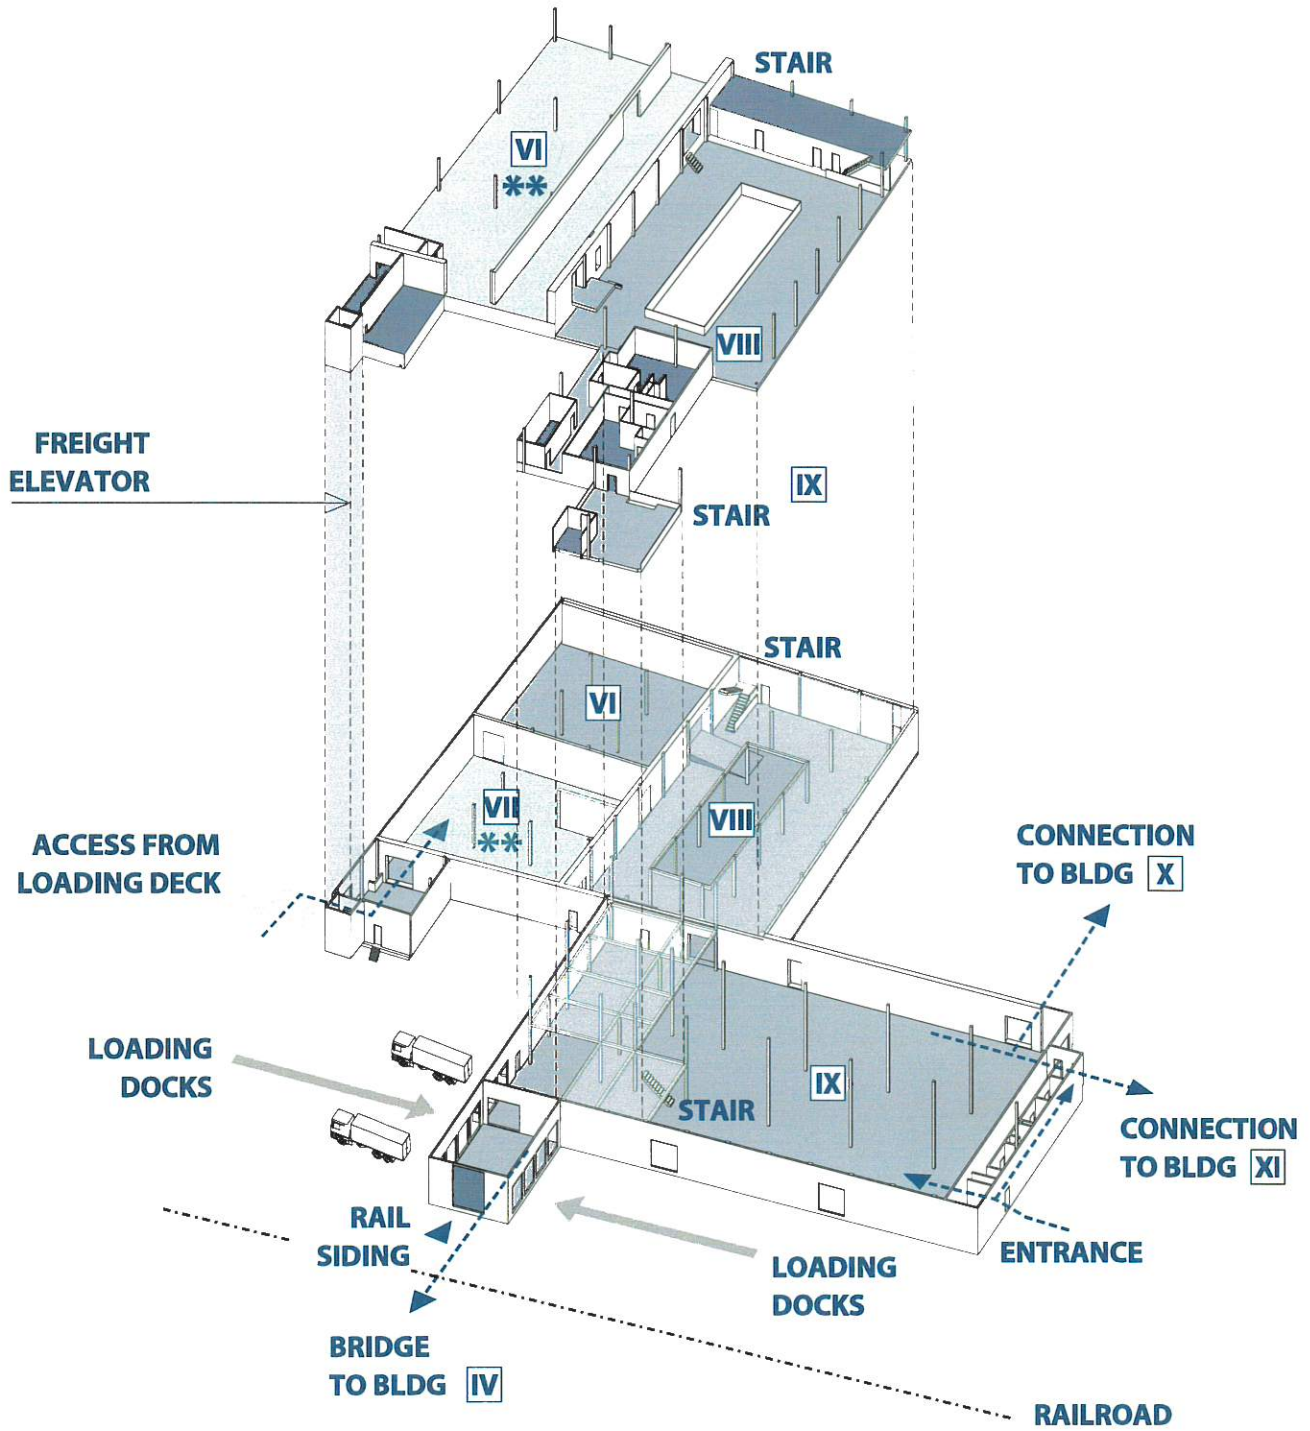 STAIR
VI
**
VIII
FREIGHT
ELEVATOR
IX
STAIR
STAIR
VI
VII
**
VIII
ACCESS FROM
LOADING DECK
CONNECTION
TO BLDG X
LOADING
DOCKS
IX
STAIR
CONNECTION
TO BLDG XI
RAIL
SIDING
ENTRANCE
LOADING
DOCKS
BRIDGE
TO BLDG IV
RAILROAD